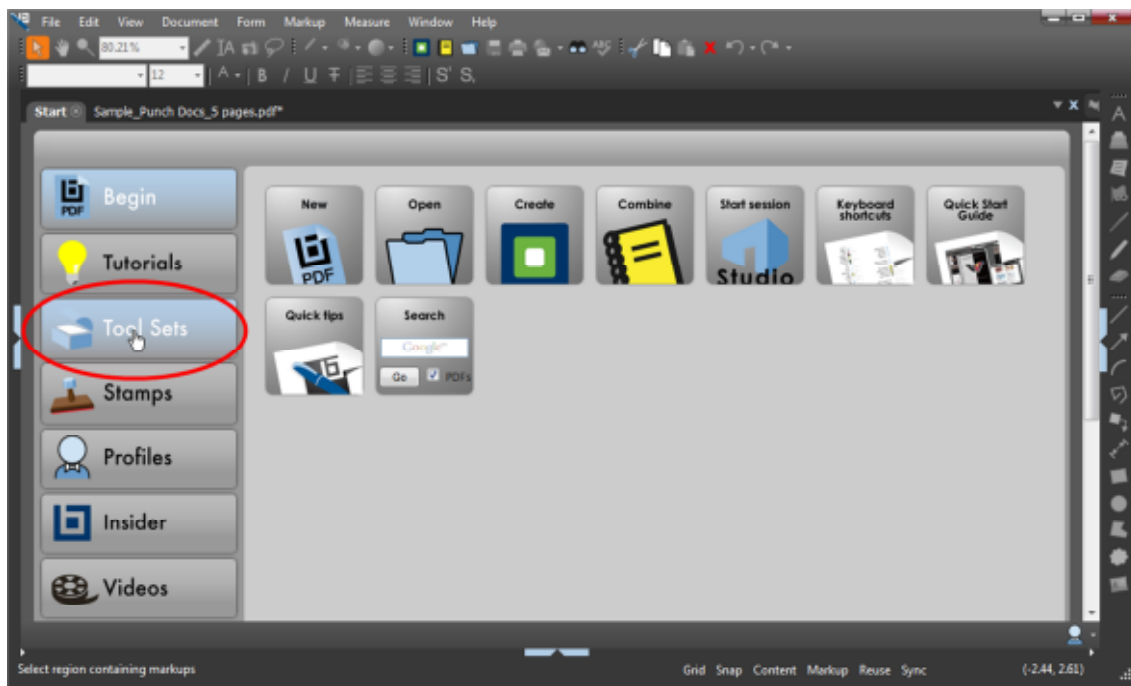 File Edit View Document Form Markup Measure Window Help
80.21%
12 A B I U S S
Start Sample_Punch Docs_5 pages.pdf*
Begin
PDF
Tutorials
Tool Sets
Stamps
Profiles
Insider
Videos
New Open Create Combine Start session Keyboard shortcuts Quick Start Guide
PDF Studio
Quick tips Search
Google
Go PDFs
Select region containing markups Grid Snap Content Markup Reuse Sync (-2.44, 2.61)